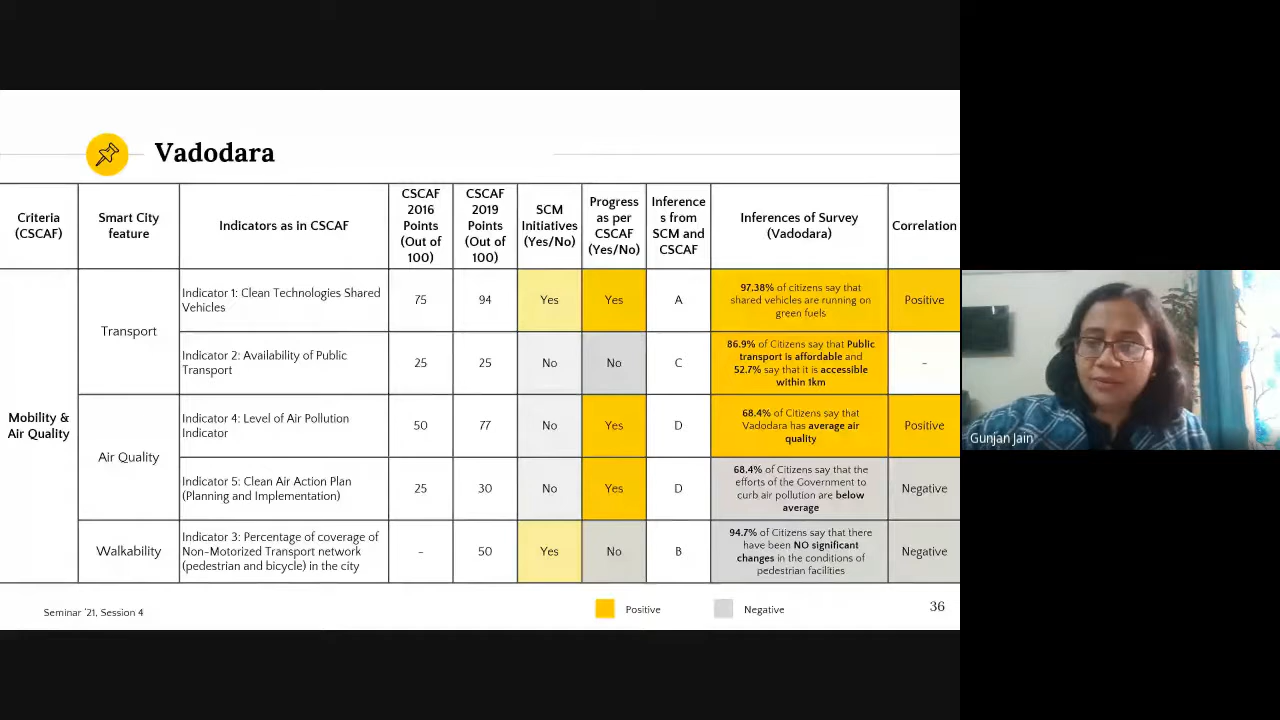 Vadodara
Criteria
(CSCAF)
Smart City
feature
Indicators as in CSCAF
CSCAF
2016
Points
(Out of
100)
CSCAF
2019
Points
(Out of
100)
SCM
Initiatives
(Yes/No)
Progress
as per
CSCAF
(Yes/No)
Inference
s from
SCM and
CSCAF
Inferences of Survey
(Vadodara)
Correlation
Mobility &
Air Quality
Transport
Indicator 1: Clean Technologies Shared
Vehicles
75
94
Yes
Yes
A
97.38% of citizens say that
shared vehicles are running on
green fuels
Positive
Indicator 2: Availability of Public
Transport
25
25
No
No
C
86.9% of Citizens say that Public
transport is affordable and
52.7% say that it is accessible
within 1km
-
Air Quality
Indicator 4: Level of Air Pollution
Indicator
50
77
No
Yes
D
68.4% of Citizens say that
Vadodara has average air
quality
Positive
Indicator 5: Clean Air Action Plan
(Planning and Implementation)
25
30
No
Yes
D
68.4% of Citizens say that the
efforts of the Government to
curb air pollution are below
average
Negative
Walkability
Indicator 3: Percentage of coverage of
Non-Motorized Transport network
(pedestrian and bicycle) in the city
-
50
Yes
No
B
94.7% of Citizens say that there
have been NO significant
changes in the conditions of
pedestrian facilities
Negative
Seminar '21, Session 4
Positive
Negative
36
Gunjan Jain